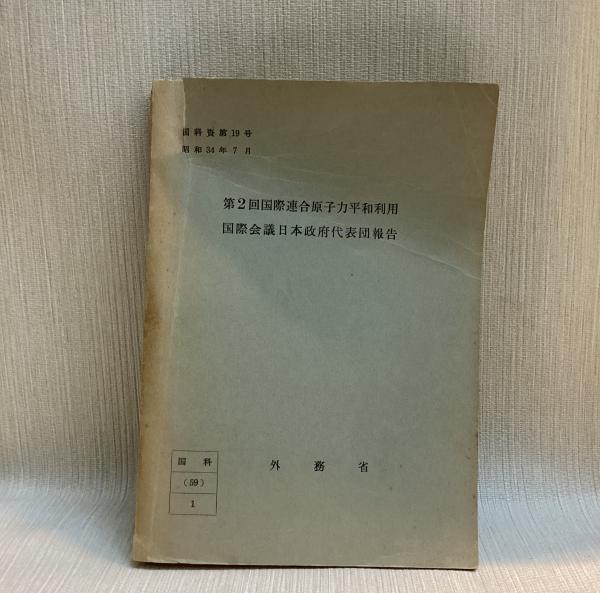 国科資第19号
昭和34年7月
第2回国際連合原子力平和利用
国際会議日本政府代表団報告
国科
(59)
1
外務省